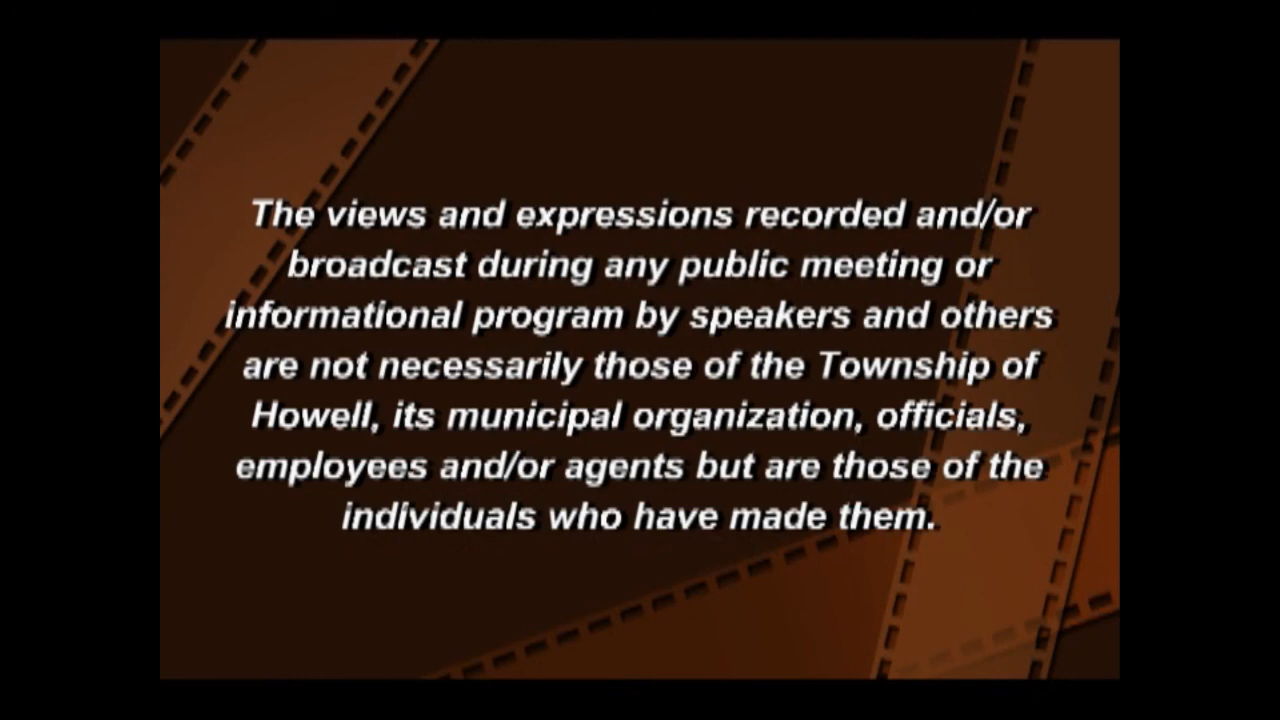 The views and expressions recorded and/or
broadcast during any public meeting or
informational program by speakers and others
are not necessarily those of the Township of
Howell, its municipal organization, officials,
employees and/or agents but are those of the
individuals who have made them.